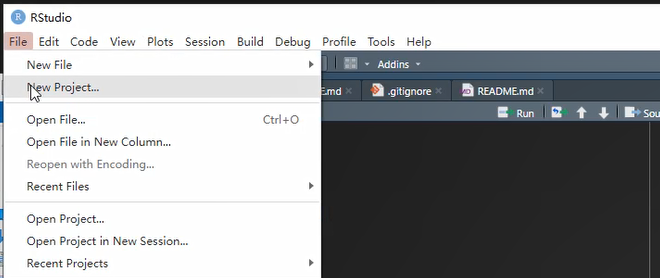 R RStudio
File Edit Code View Plots Session Build Debug Profile Tools Help
New File
Addins
New Project...
E.md .gitignore README.md
Run Sou
Open File... Ctrl+O
Open File in New Column...
Reopen with Encoding...
Recent Files
Open Project...
Open Project in New Session...
Recent Projects